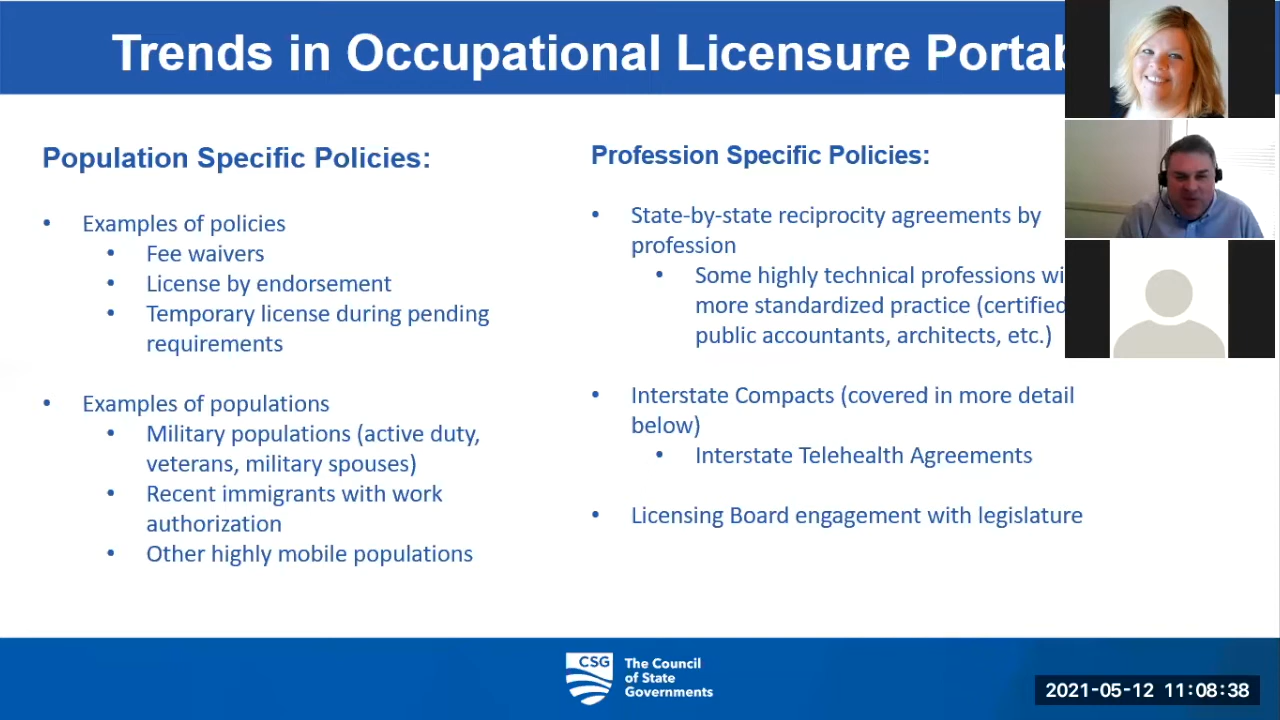 Trends in Occupational Licensure Portab
Population Specific Policies:
• Examples of policies
• Fee waivers
• License by endorsement
• Temporary license during pending
requirements
• Examples of populations
• Military populations (active duty,
veterans, military spouses)
• Recent immigrants with work
authorization
• Other highly mobile populations
Profession Specific Policies:
• State-by-state reciprocity agreements by
profession
• Some highly technical professions wi
more standardized practice (certified
public accountants, architects, etc.)
• Interstate Compacts (covered in more detail
below)
• Interstate Telehealth Agreements
• Licensing Board engagement with legislature
CSG
The Council
of State
Governments
2021-05-12 11:08:38